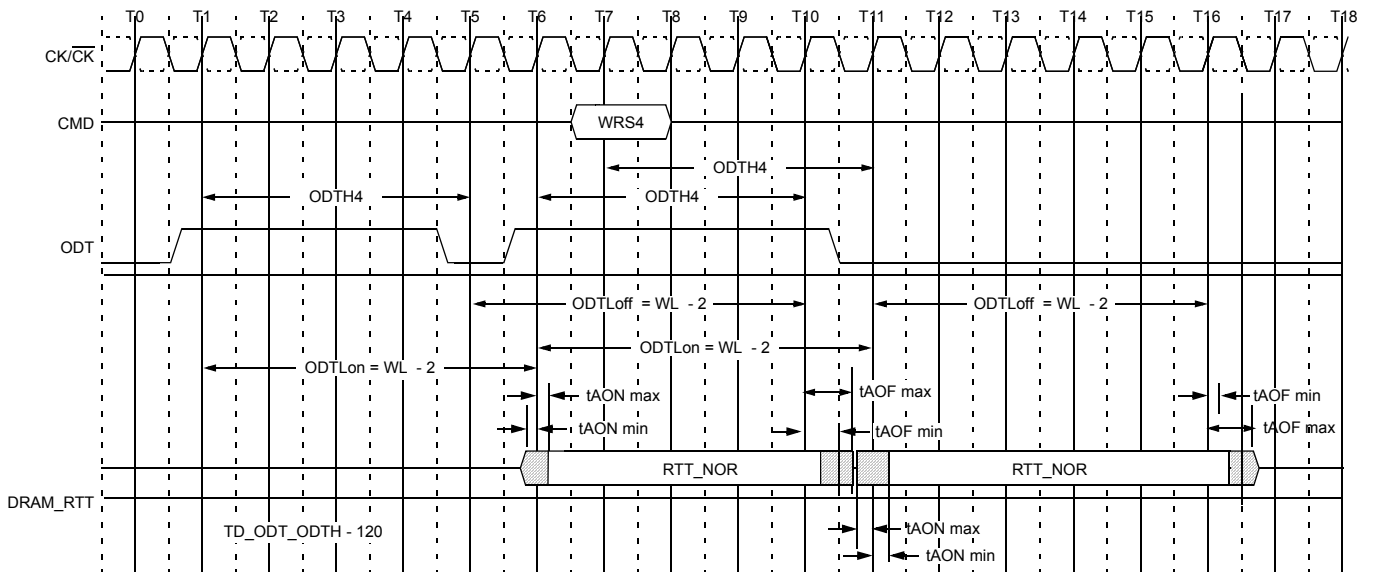 T0 T1 T2 T3 T4 T5 T6 T7 T8 T9 T10 T11 T12 T13 T14 T15 T16 T17 T18
CK/CK
CMD
WRS4
ODTH4
ODTH4
ODTH4
ODT
ODTLoff = WL - 2
ODTLoff = WL - 2
ODTLon = WL - 2
ODTLon = WL - 2
tAON max
tAOF max
tAOF min
tAON min
tAOF min
tAOF max
RTT_NOR
RTT_NOR
DRAM_RTT
TD_ODT_ODTH - 120
tAON max
tAON min